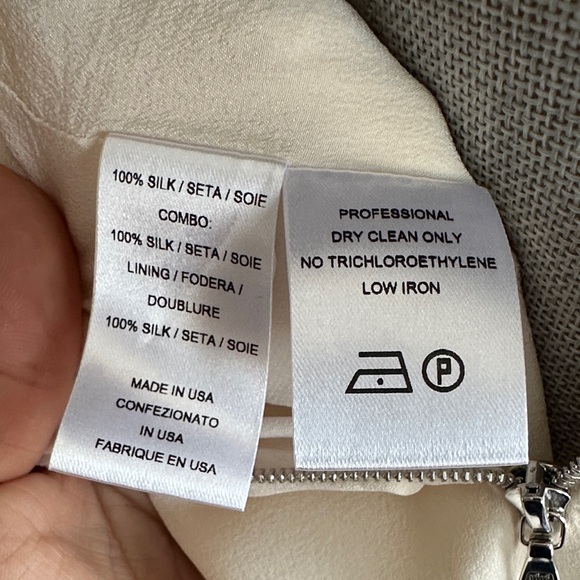 100% SILK / SETA / SOIE
COMBO:
100% SILK / SETA / SOIE
LINING / FODERA /
DOUBLURE
100% SILK / SETA / SOIE
MADE IN USA
CONFEZIONATO
IN USA
FABRIQUE EN USA
PROFESSIONAL
DRY CLEAN ONLY
NO TRICHLOROETHYLENE
LOW IRON
P